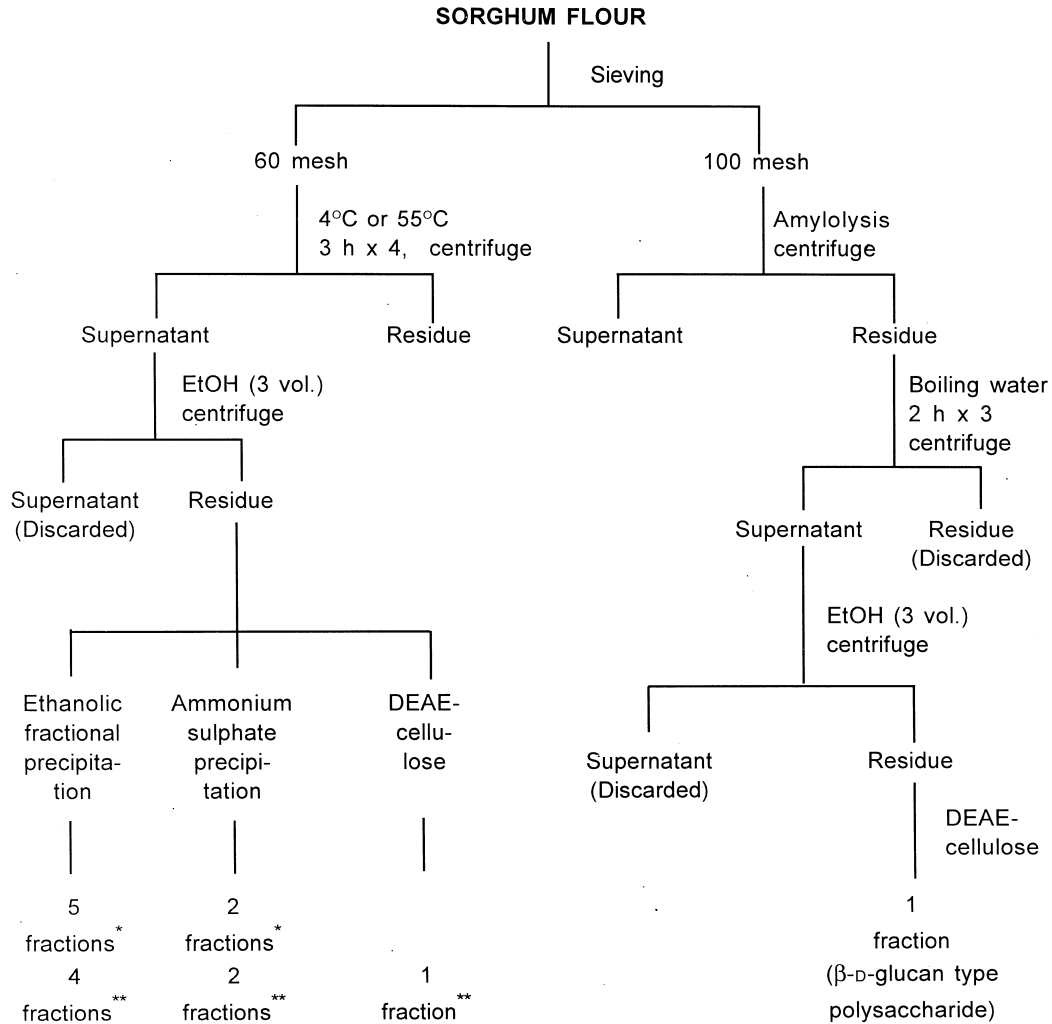 SORGHUM FLOUR
Sieving
60 mesh
100 mesh
4°C or 55°C
3 h x 4, centrifuge
Amylolysis
centrifuge
Supernatant
Residue
Supernatant
Residue
EtOH (3 vol.)
centrifuge
Boiling water
2 h x 3
centrifuge
Supernatant
(Discarded)
Residue
Supernatant
Residue
(Discarded)
EtOH (3 vol.)
centrifuge
Ethanolic
fractional
precipita-
tion
Ammonium
sulphate
precipi-
tation
DEAE-
cellu-
lose
Supernatant
(Discarded)
Residue
DEAE-
cellulose
5
fractions*
4
fractions**
2
fractions*
2
fractions**
1
fraction**
1
fraction
(β-D-glucan type
polysaccharide)